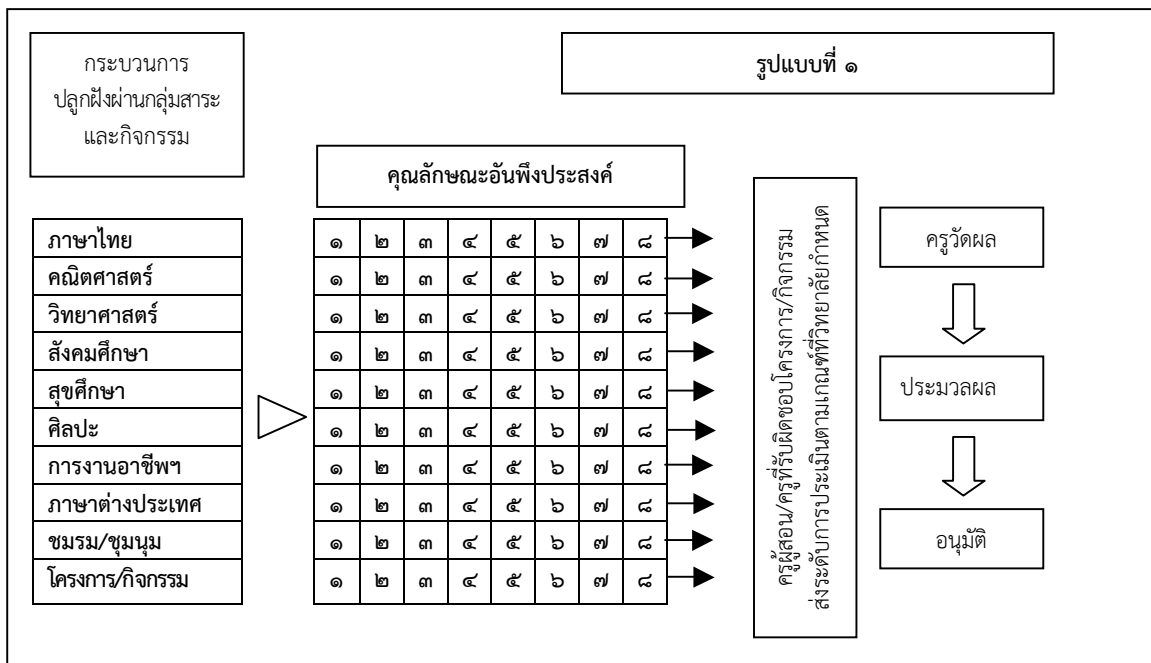 กระบวนการ
ปลูกฝังผ่านกลุ่มสาระ
และกิจกรรม
รูปแบบที่ ๑
คุณลักษณะอันพึงประสงค์
ภาษาไทย ๑ ๒ ๓ ๔ ๕ ๖ ๗ ๘
คณิตศาสตร์ ๑ ๒ ๓ ๔ ๕ ๖ ๗ ๘
วิทยาศาสตร์ ๑ ๒ ๓ ๔ ๕ ๖ ๗ ๘
สังคมศึกษา ๑ ๒ ๓ ๔ ๕ ๖ ๗ ๘
สุขศึกษา ๑ ๒ ๓ ๔ ๕ ๖ ๗ ๘
ศิลปะ ๑ ๒ ๓ ๔ ๕ ๖ ๗ ๘
การงานอาชีพฯ ๑ ๒ ๓ ๔ ๕ ๖ ๗ ๘
ภาษาต่างประเทศ ๑ ๒ ๓ ๔ ๕ ๖ ๗ ๘
ชมรม/ชุมนุม ๑ ๒ ๓ ๔ ๕ ๖ ๗ ๘
โครงการ/กิจกรรม ๑ ๒ ๓ ๔ ๕ ๖ ๗ ๘
ครูผู้สอน/ครูที่รับผิดชอบโครงการ/กิจกรรม
ส่งระดับการประเมินตามเกณฑ์ที่วิทยาลัยกำหนด
ครูวัดผล
ประมวลผล
อนุมัติ